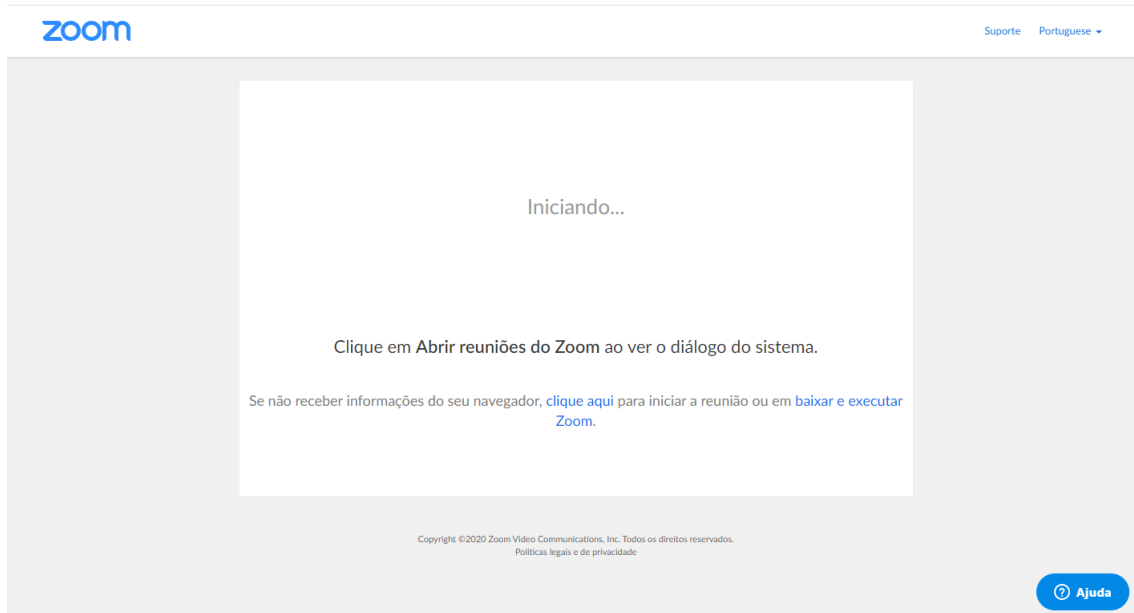 zoom
Suporte Portuguese
Iniciando...
Clique em Abrir reuniões do Zoom ao ver o diálogo do sistema.
Se não receber informações do seu navegador, clique aqui para iniciar a reunião ou em baixar e executar
Zoom.
Copyright ©2020 Zoom Video Communications, Inc. Todos os direitos reservados.
Políticas legais e de privacidade
? Ajuda